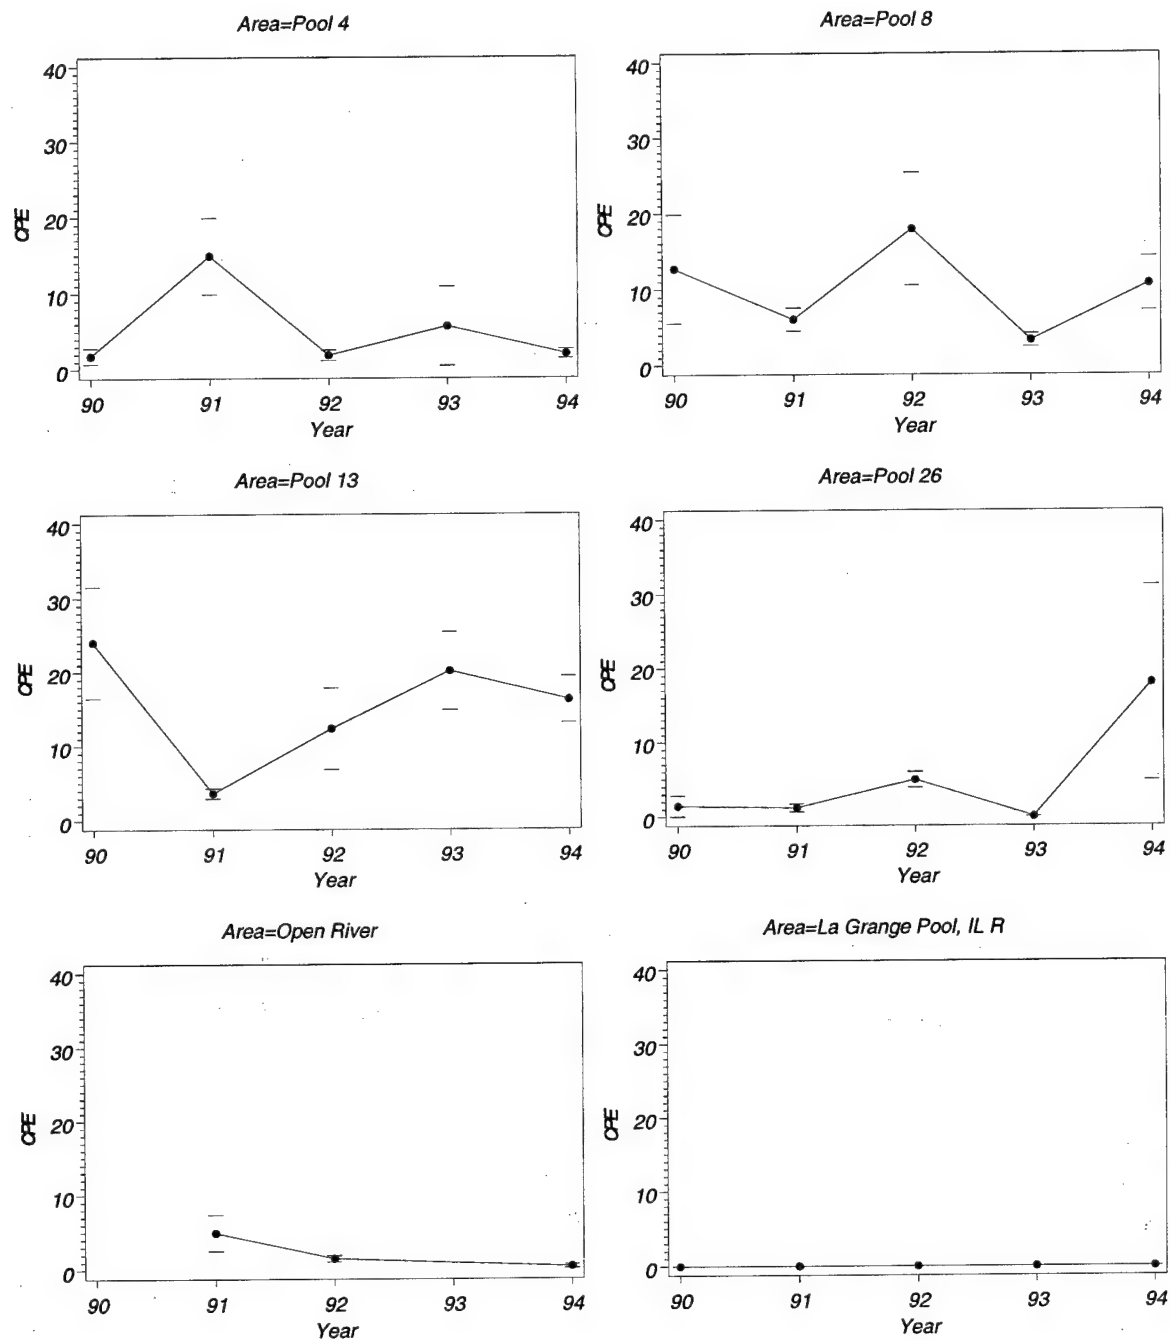 Area=Pool 4
40
30
20
10
0
CPE
90 91 92 93 94
Year
Area=Pool 8
40
30
20
10
0
CPE
90 91 92 93 94
Year
Area=Pool 13
40
30
20
10
0
CPE
90 91 92 93 94
Year
Area=Pool 26
40
30
20
10
0
CPE
90 91 92 93 94
Year
Area=Open River
40
30
20
10
0
CPE
90 91 92 93 94
Year
Area=La Grange Pool, IL R
40
30
20
10
0
CPE
90 91 92 93 94
Year